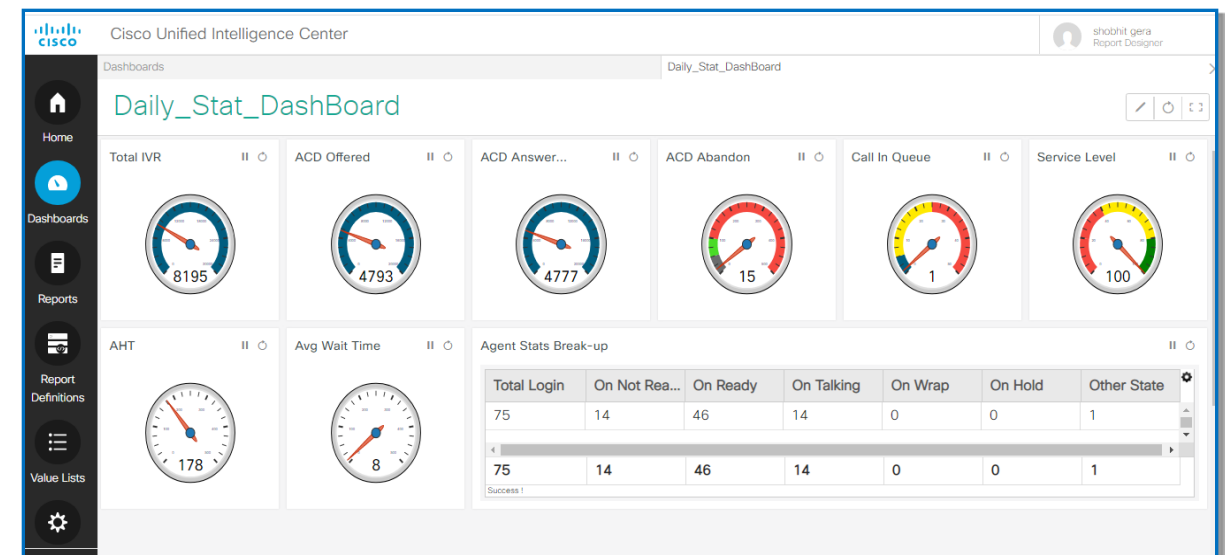 cisco
Cisco Unified Intelligence Center
shobhit gera
Report Designer
Dashboards
Daily_Stat_DashBoard
Daily_Stat_DashBoard
Home
Dashboards
Reports
Report
Definitions
Value Lists
Total IVR
8195
ACD Offered
4793
ACD Answer...
4777
ACD Abandon
15
Call In Queue
1
Service Level
100
AHT
178
Avg Wait Time
8
Agent Stats Break-up
Total Login On Not Rea... On Ready On Talking On Wrap On Hold Other State
75 14 46 14 0 0 1
75 14 46 14 0 0 1
Success !